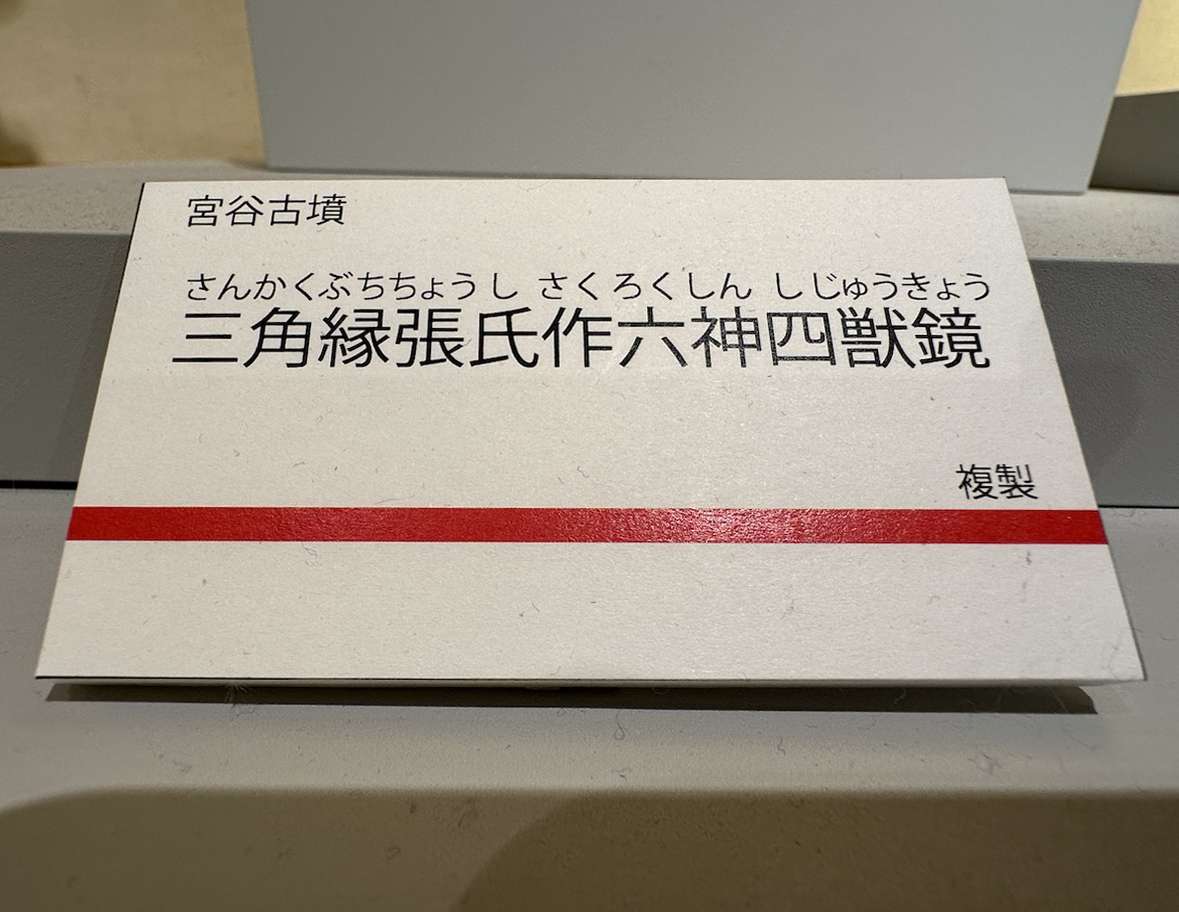 宮谷古墳
さんかくぶちちょうし さくろくしん しじゅうきょう
三角縁張氏作六神四獣鏡
複製